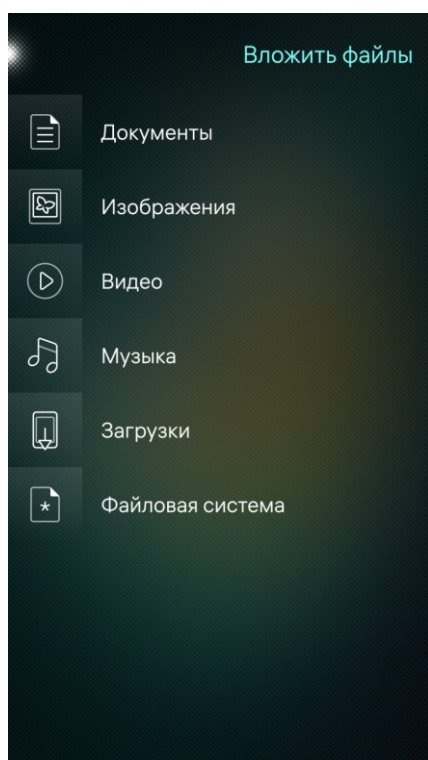 Вложить файлы
Документы
Изображения
Видео
Музыка
Загрузки
Файловая система